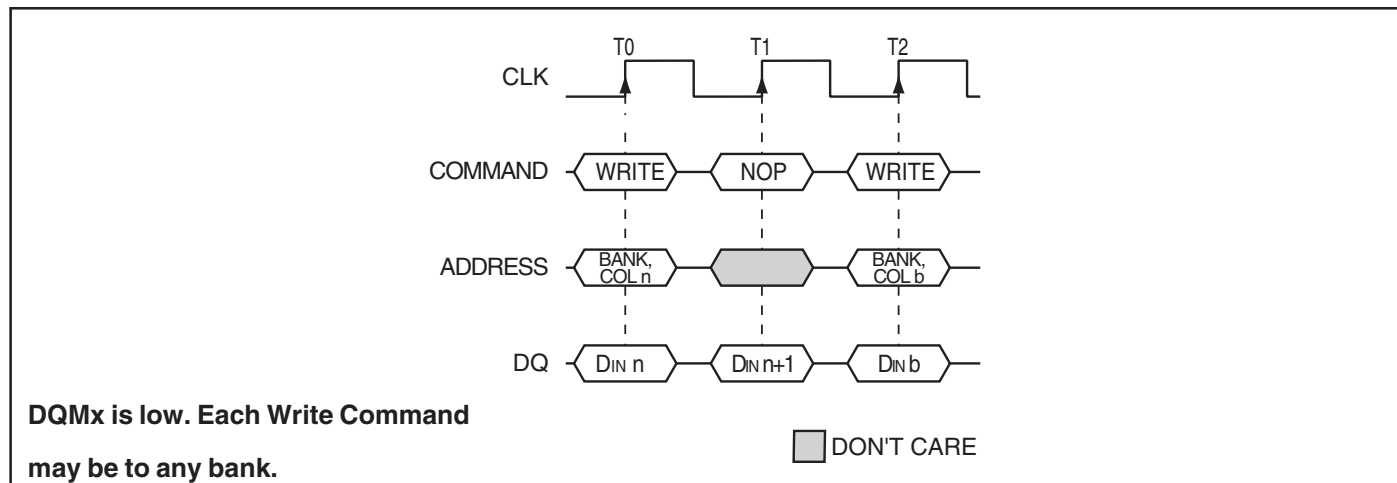 T0 T1 T2
CLK
COMMAND WRITE NOP WRITE
ADDRESS BANK, COL n BANK, COL b
DQ DIN n DIN n+1 DIN b
DQMx is low. Each Write Command
may be to any bank.
DON'T CARE